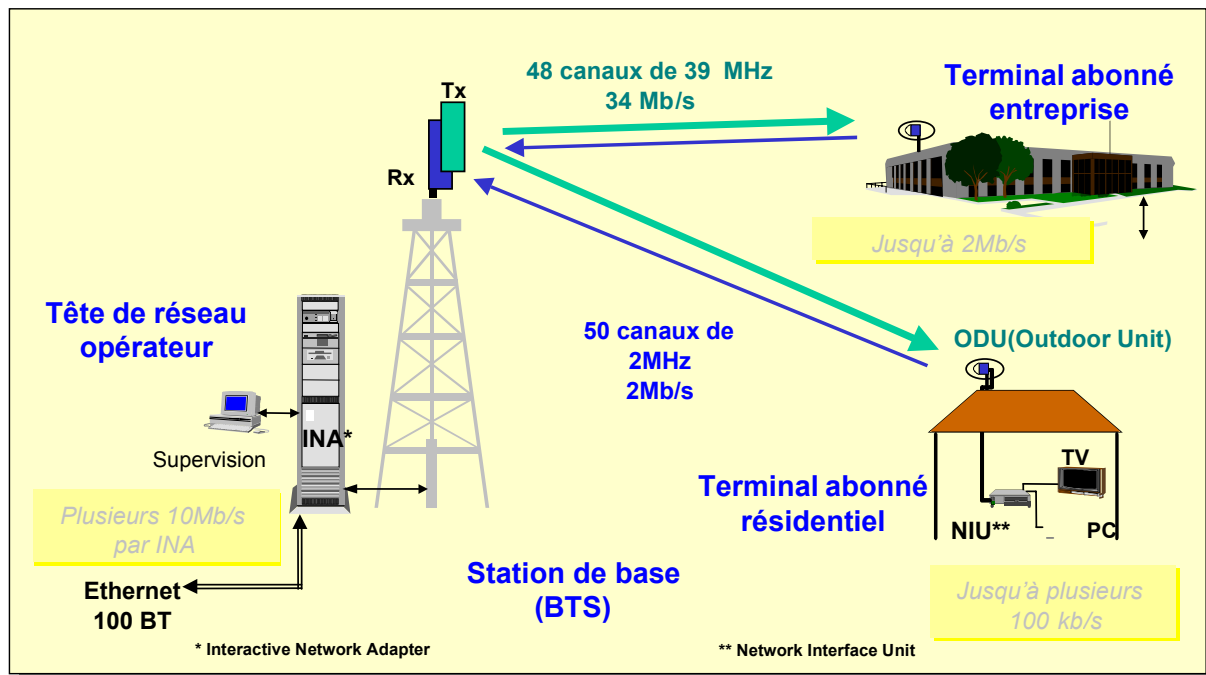 48 canaux de 39 MHz
34 Mb/s
Terminal abonné
entreprise
Tx
Rx
Jusqu'à 2Mb/s
Tête de réseau
opérateur
50 canaux de
2MHz
2Mb/s
ODU(Outdoor Unit)
INA*
Supervision
TV
Terminal abonné
résidentiel
NIU**
_
PC
Plusieurs 10Mb/s
par INA
Station de base
(BTS)
Ethernet
100 BT
Jusqu'à plusieurs
100 kb/s
* Interactive Network Adapter
** Network Interface Unit